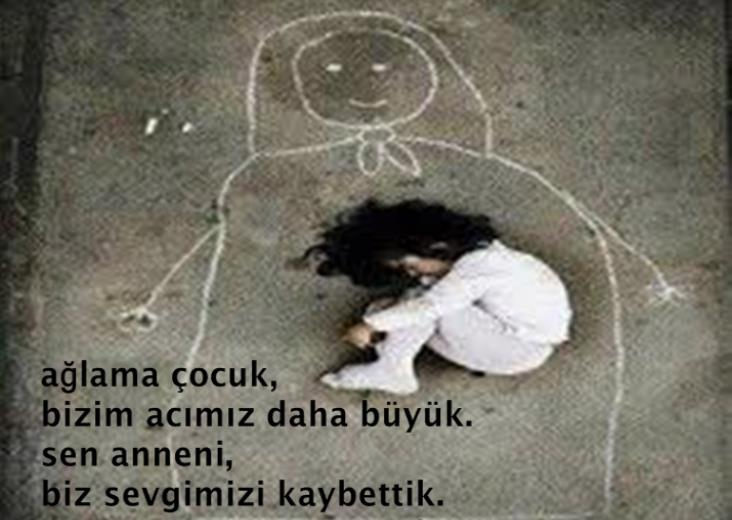 ağlama çocuk,
bizim acımız daha büyük.
sen anneni,
biz sevgimizi kaybettik.